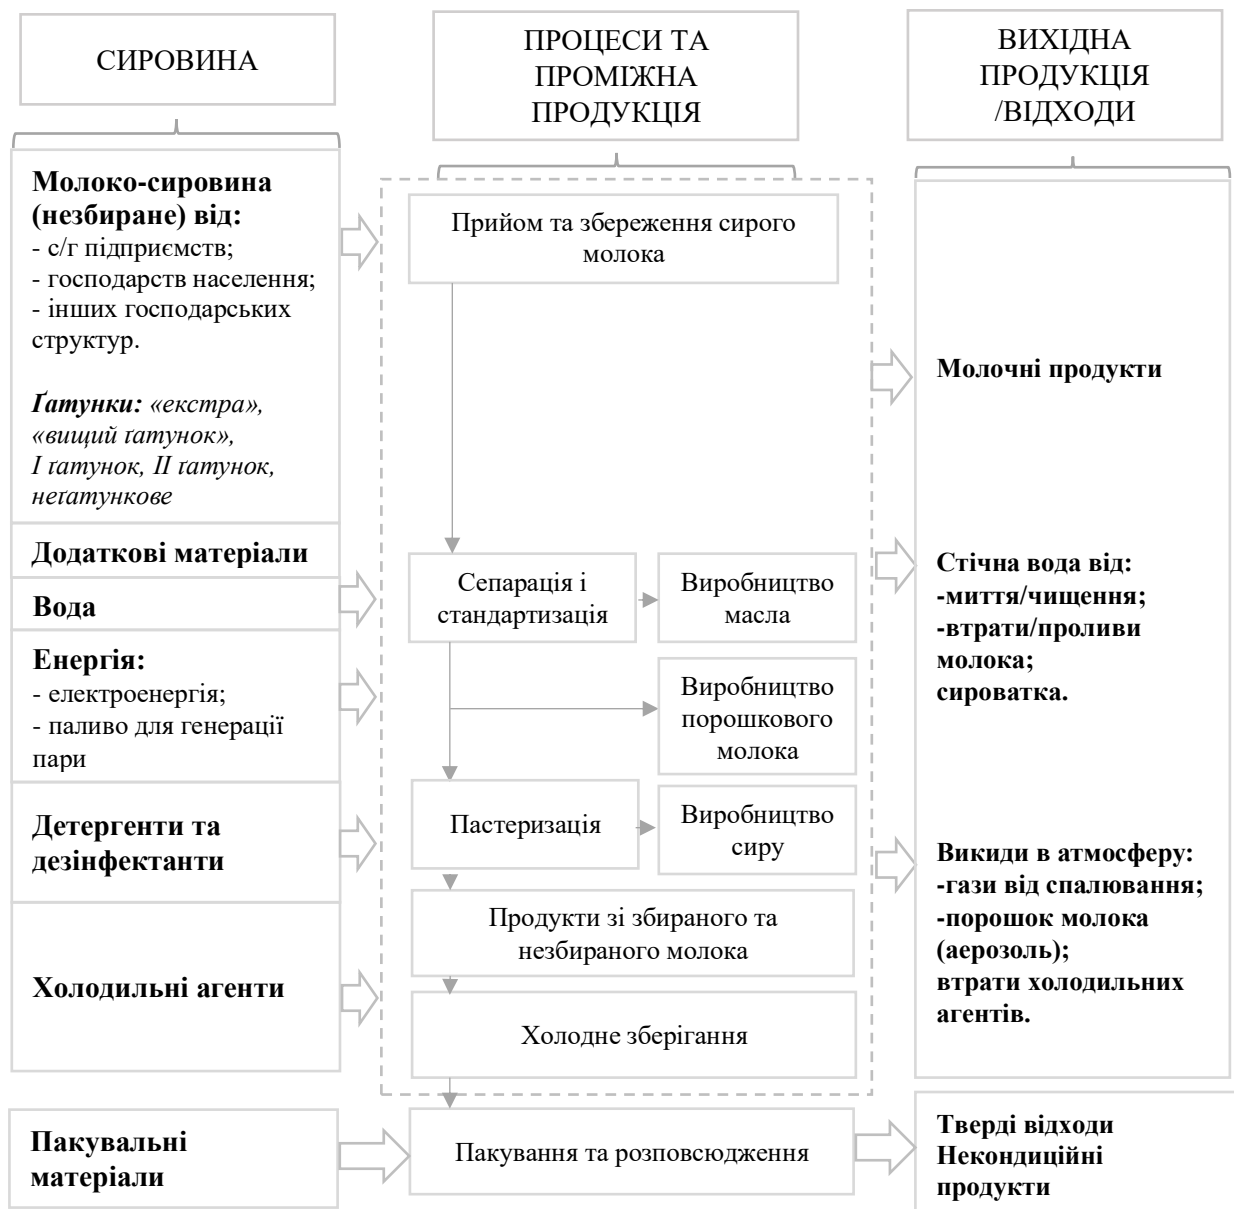 СИРОВИНА
ПРОЦЕСИ ТА
ПРОМІЖНА
ПРОДУКЦІЯ
ВИХІДНА
ПРОДУКЦІЯ
/ВІДХОДИ
Молоко-сировина
(незбиране) від:
- с/г підприємств;
- господарств населення;
- інших господарських
структур.
Ґатунки: «екстра»,
«вищий ґатунок»,
І ґатунок, ІІ ґатунок,
неґатункове
Додаткові матеріали
Вода
Енергія:
- електроенергія;
- паливо для генерації
пари
Детергенти та
дезінфектанти
Холодильні агенти
Пакувальні
матеріали
Прийом та збереження сирого
молока
Сепарація і
стандартизація
Виробництво
масла
Виробництво
порошкового
молока
Пастеризація
Виробництво
сиру
Продукти зі збираного та
незбираного молока
Холодне зберігання
Пакування та розповсюдження
Молочні продукти
Стічна вода від:
-миття/чищення;
-втрати/проливи
молока;
сироватка.
Викиди в атмосферу:
-гази від спалювання;
-порошок молока
(аерозоль);
втрати холодильних
агентів.
Тверді відходи
Некондиційні
продукти